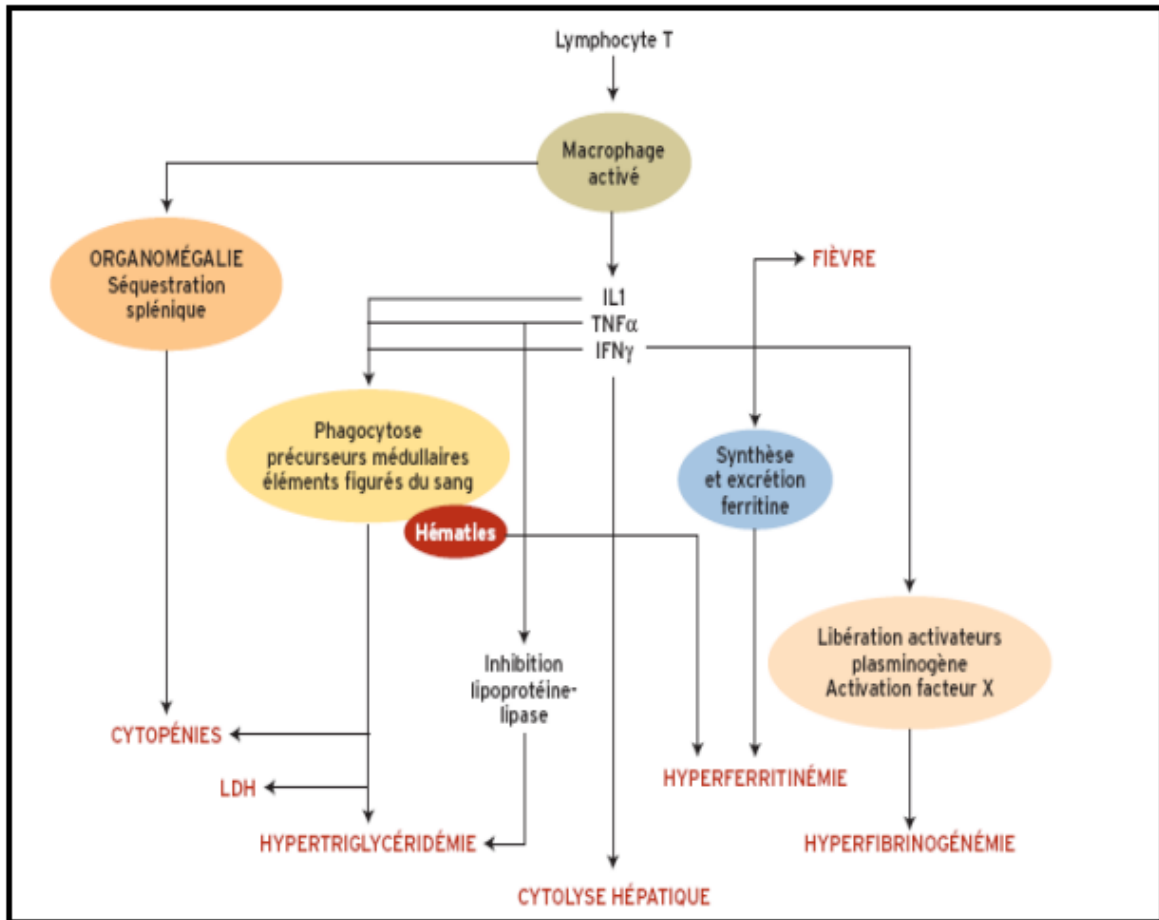 Lymphocyte T
Macrophage
activé
ORGANOMÉGALIE
Séquestration
splénique
FIÈVRE
IL1
TNFα
IFNγ
Phagocytose
précurseurs médullaires
éléments figurés du sang
Hématies
Synthèse
et excrétion
ferritine
Libération activateurs
plasminogène
Activation facteur X
Inhibition
lipoprotéine-
lipase
CYTOPÉNIES
LDH
HYPERFERRITINÉMIE
HYPERTRIGLYCÉRIDÉMIE
HYPERFIBRINOGÉNÉMIE
CYTOLYSE HÉPATIQUE